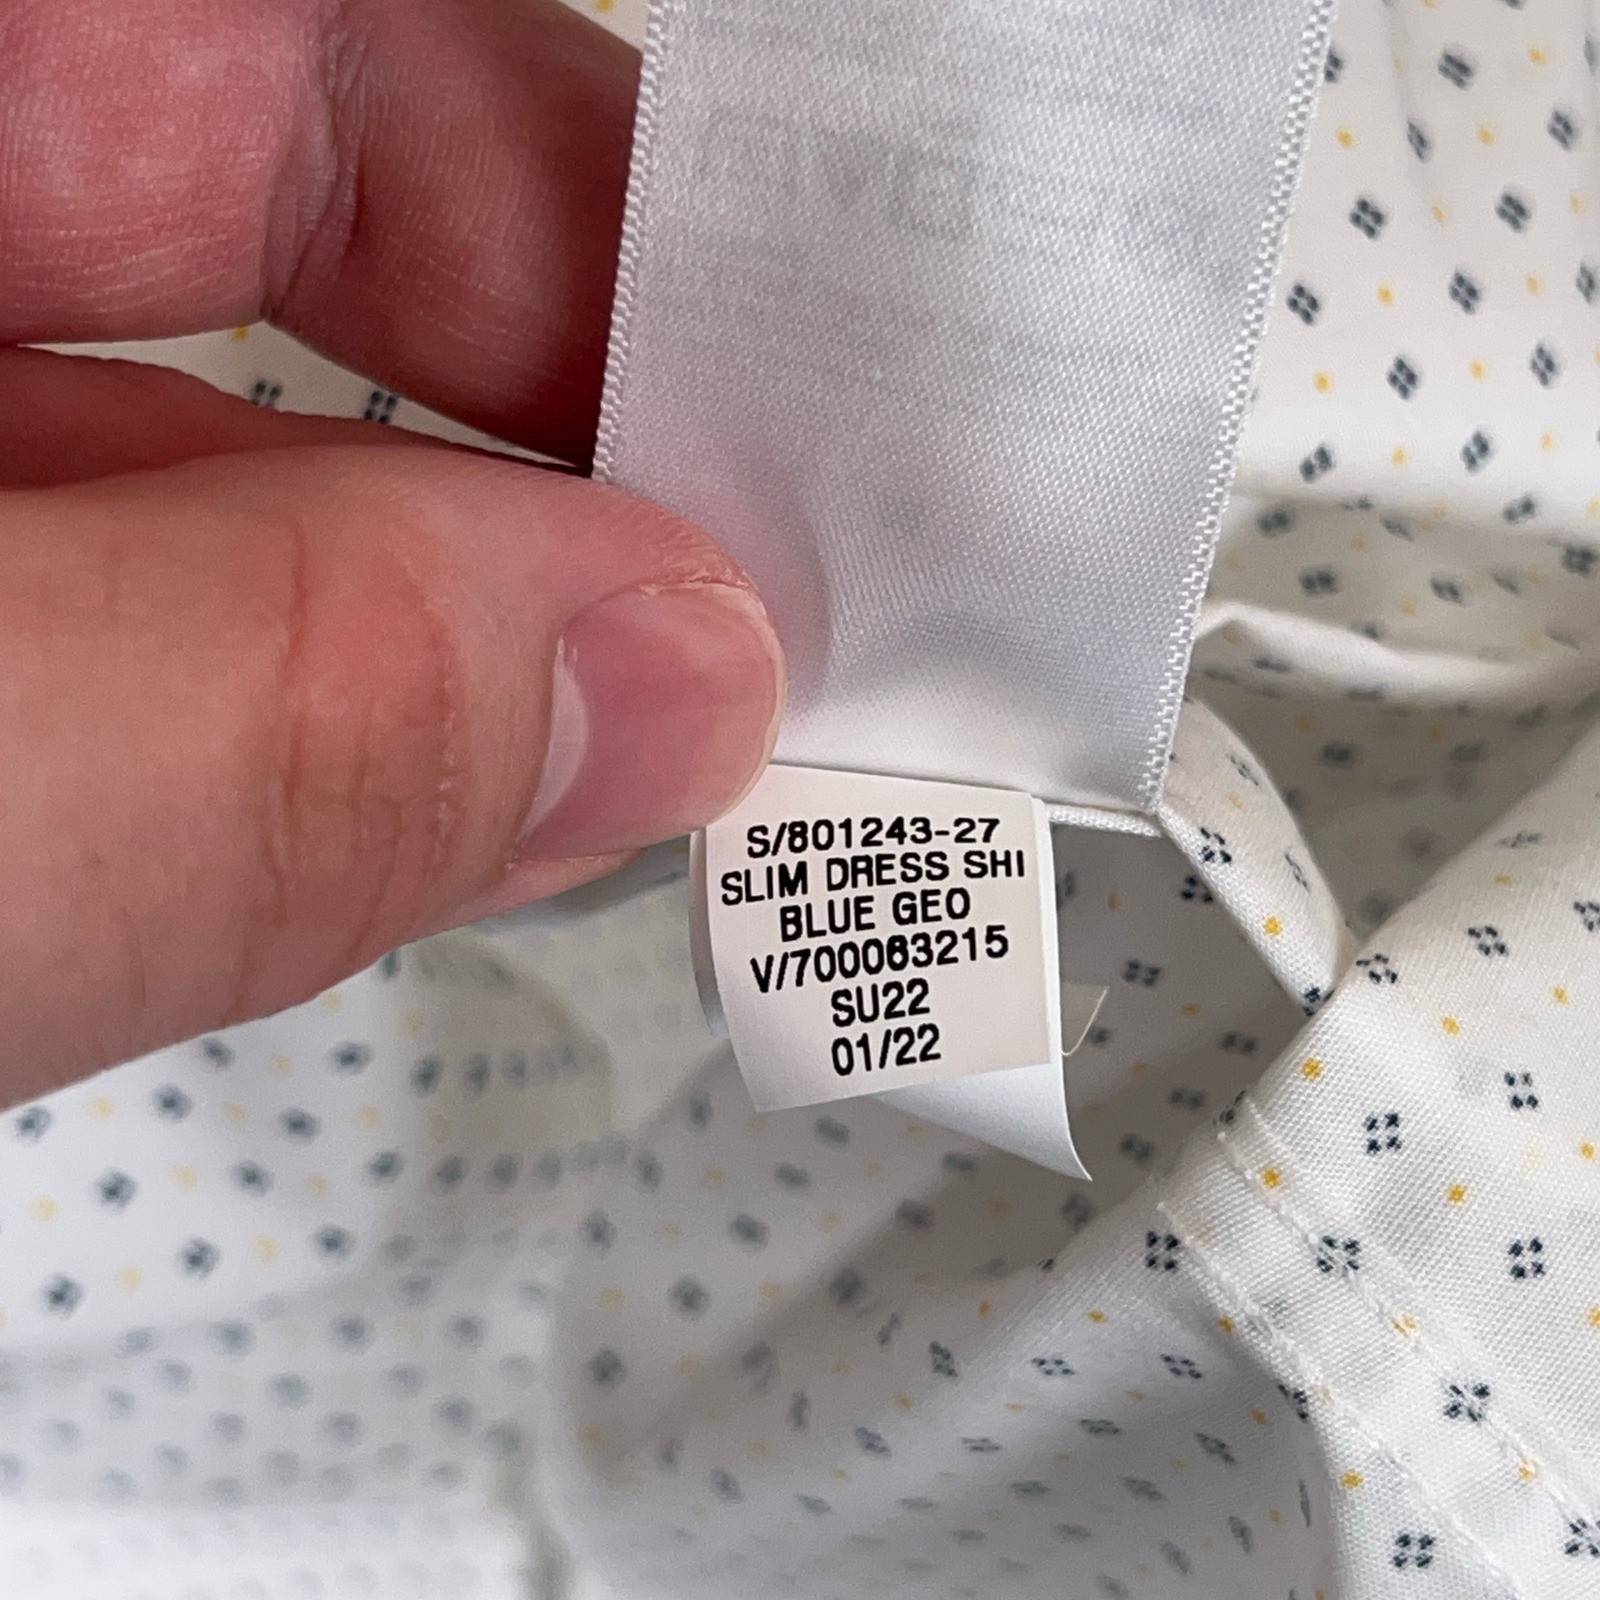 S/801243-27
SLIM DRESS SHI
BLUE GEO
V/700063215
SU22
01/22